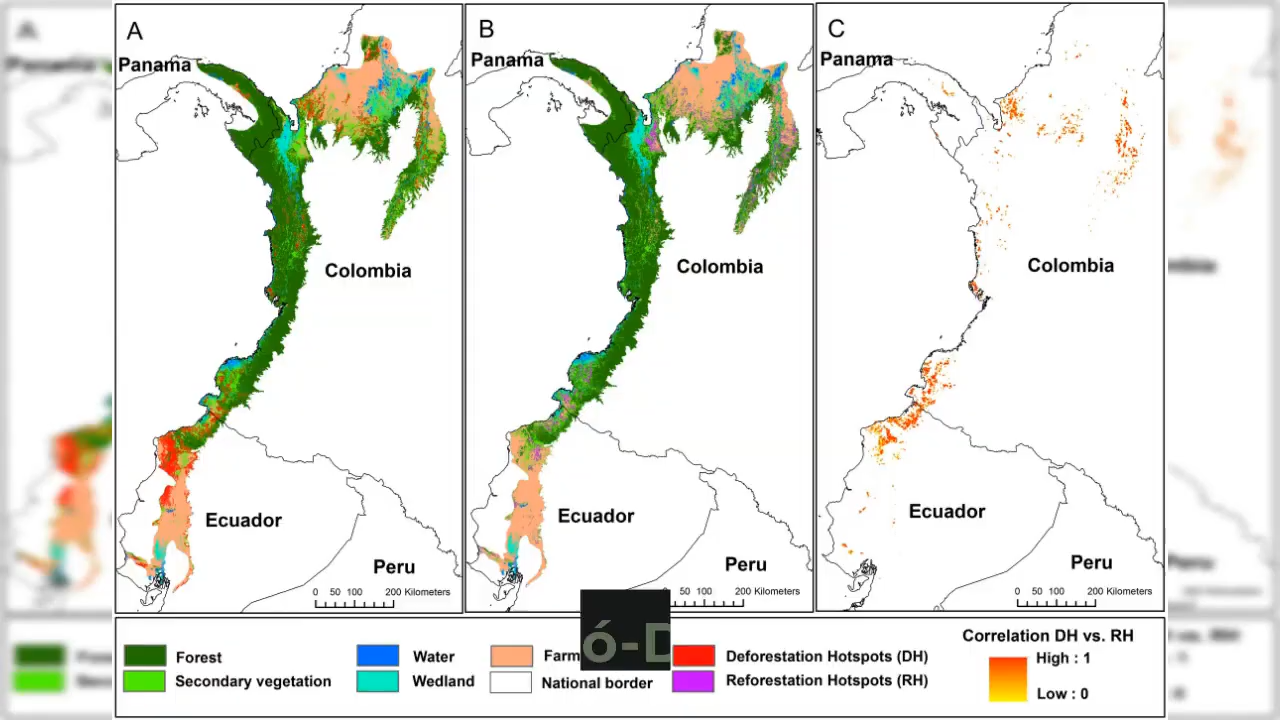 A
Panama
Colombia
Ecuador
Peru
0 50 100 200 Kilometers
B
Panama
Colombia
Ecuador
Peru
50 100 200 Kilometers
C
Panama
Colombia
Ecuador
Peru
0 50 100 200 Kilometers
Forest
Secondary vegetation
Water
Wedland
Farm
National border
ó-D
Deforestation Hotspots (DH)
Reforestation Hotspots (RH)
Correlation DH vs. RH
High : 1
Low : 0